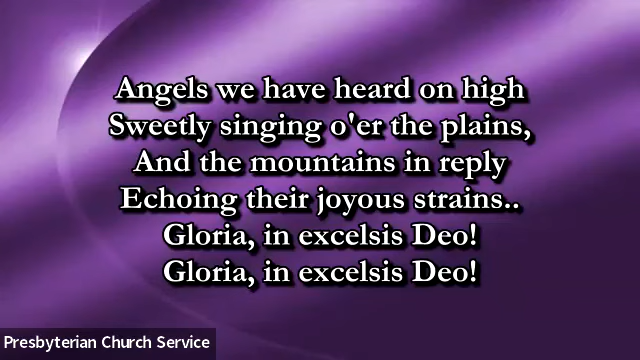 Angels we have heard on high
Sweetly singing o'er the plains,
And the mountains in reply
Echoing their joyous strains..
Gloria, in excelsis Deo!
Gloria, in excelsis Deo!
Presbyterian Church Service